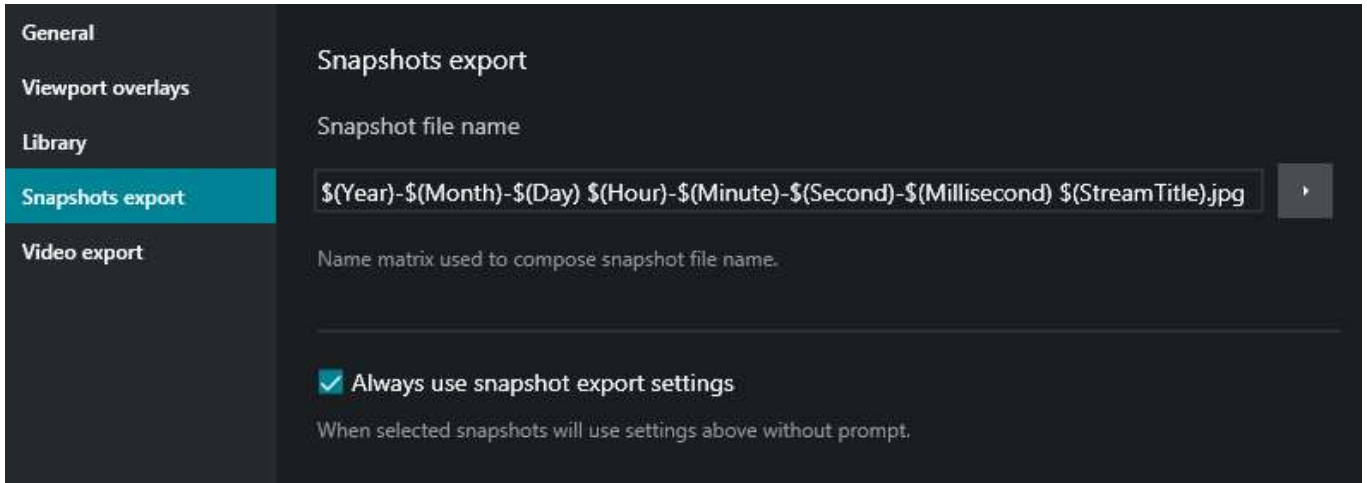 General
Viewport overlays
Library
Snapshots export
Video export
Snapshots export
Snapshot file name
$(Year)-$(Month)-$(Day) $(Hour)-$(Minute)-$(Second)-$(Millisecond) $(StreamTitle).jpg
Name matrix used to compose snapshot file name.
Always use snapshot export settings
When selected snapshots will use settings above without prompt.